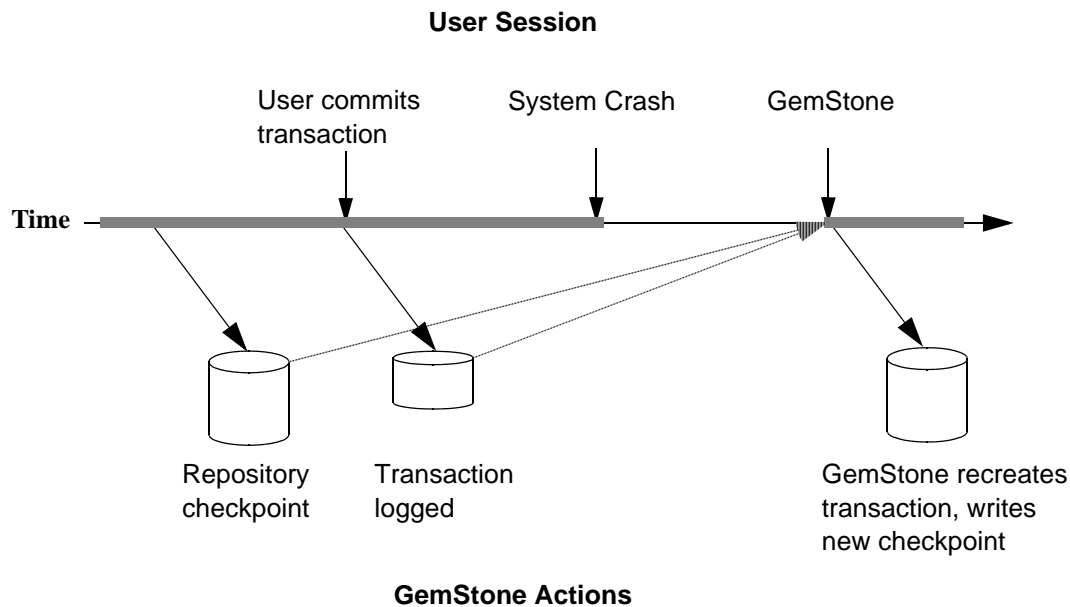 User Session
User commits
transaction
System Crash
GemStone
Time
Repository
checkpoint
Transaction
logged
GemStone recreates
transaction, writes
new checkpoint
GemStone Actions